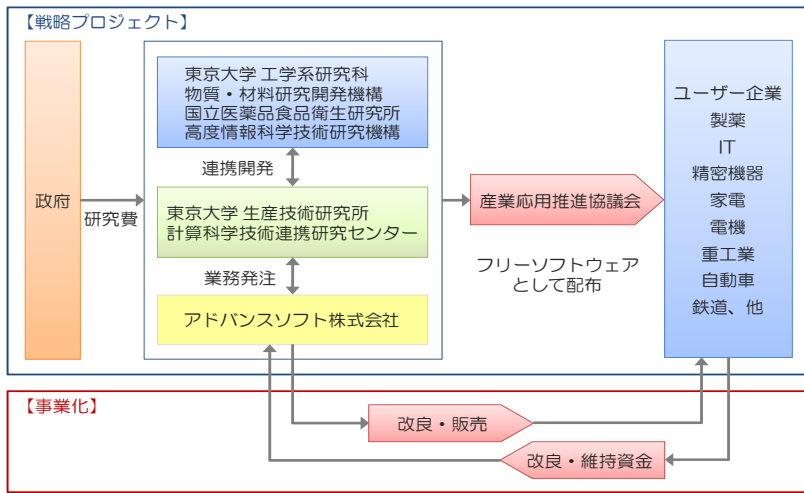 【戦略プロジェクト】
政府
研究費
東京大学 工学系研究科
物質・材料研究開発機構
国立医薬品食品衛生研究所
高度情報科学技術研究機構
連携開発
東京大学 生産技術研究所
計算科学技術連携研究センター
業務発注
アドバンスソフト株式会社
産業応用推進協議会
フリーソフトウェア
として配布
ユーザー企業
製薬
IT
精密機器
家電
電機
重工業
自動車
鉄道、他
【事業化】
改良・販売
改良・維持資金